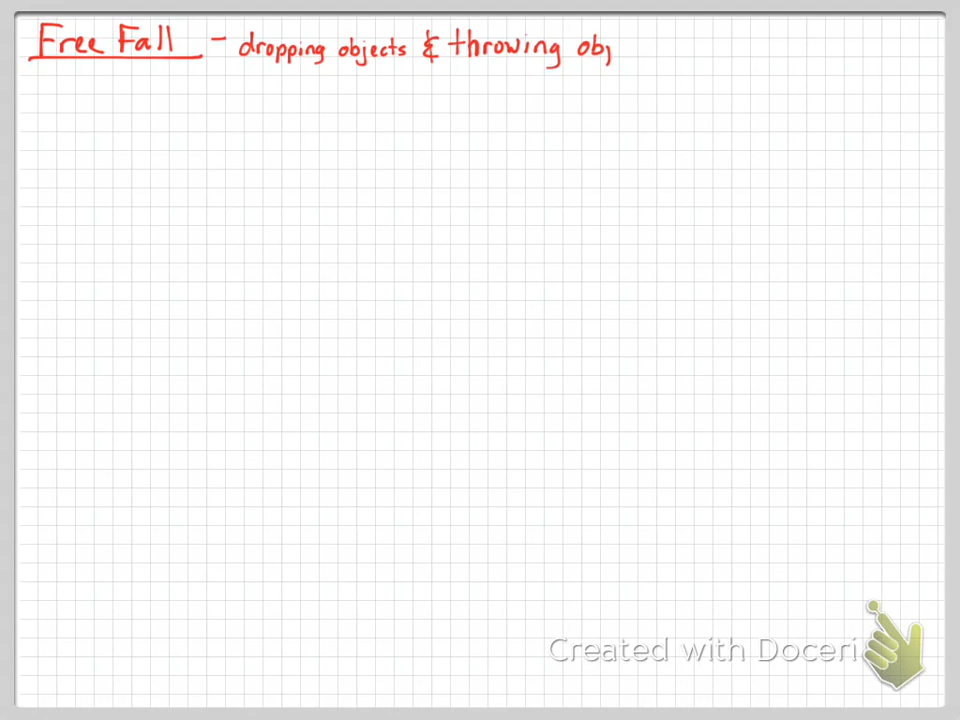 Free Fall - dropping objects & throwing obj
Created with Doceri